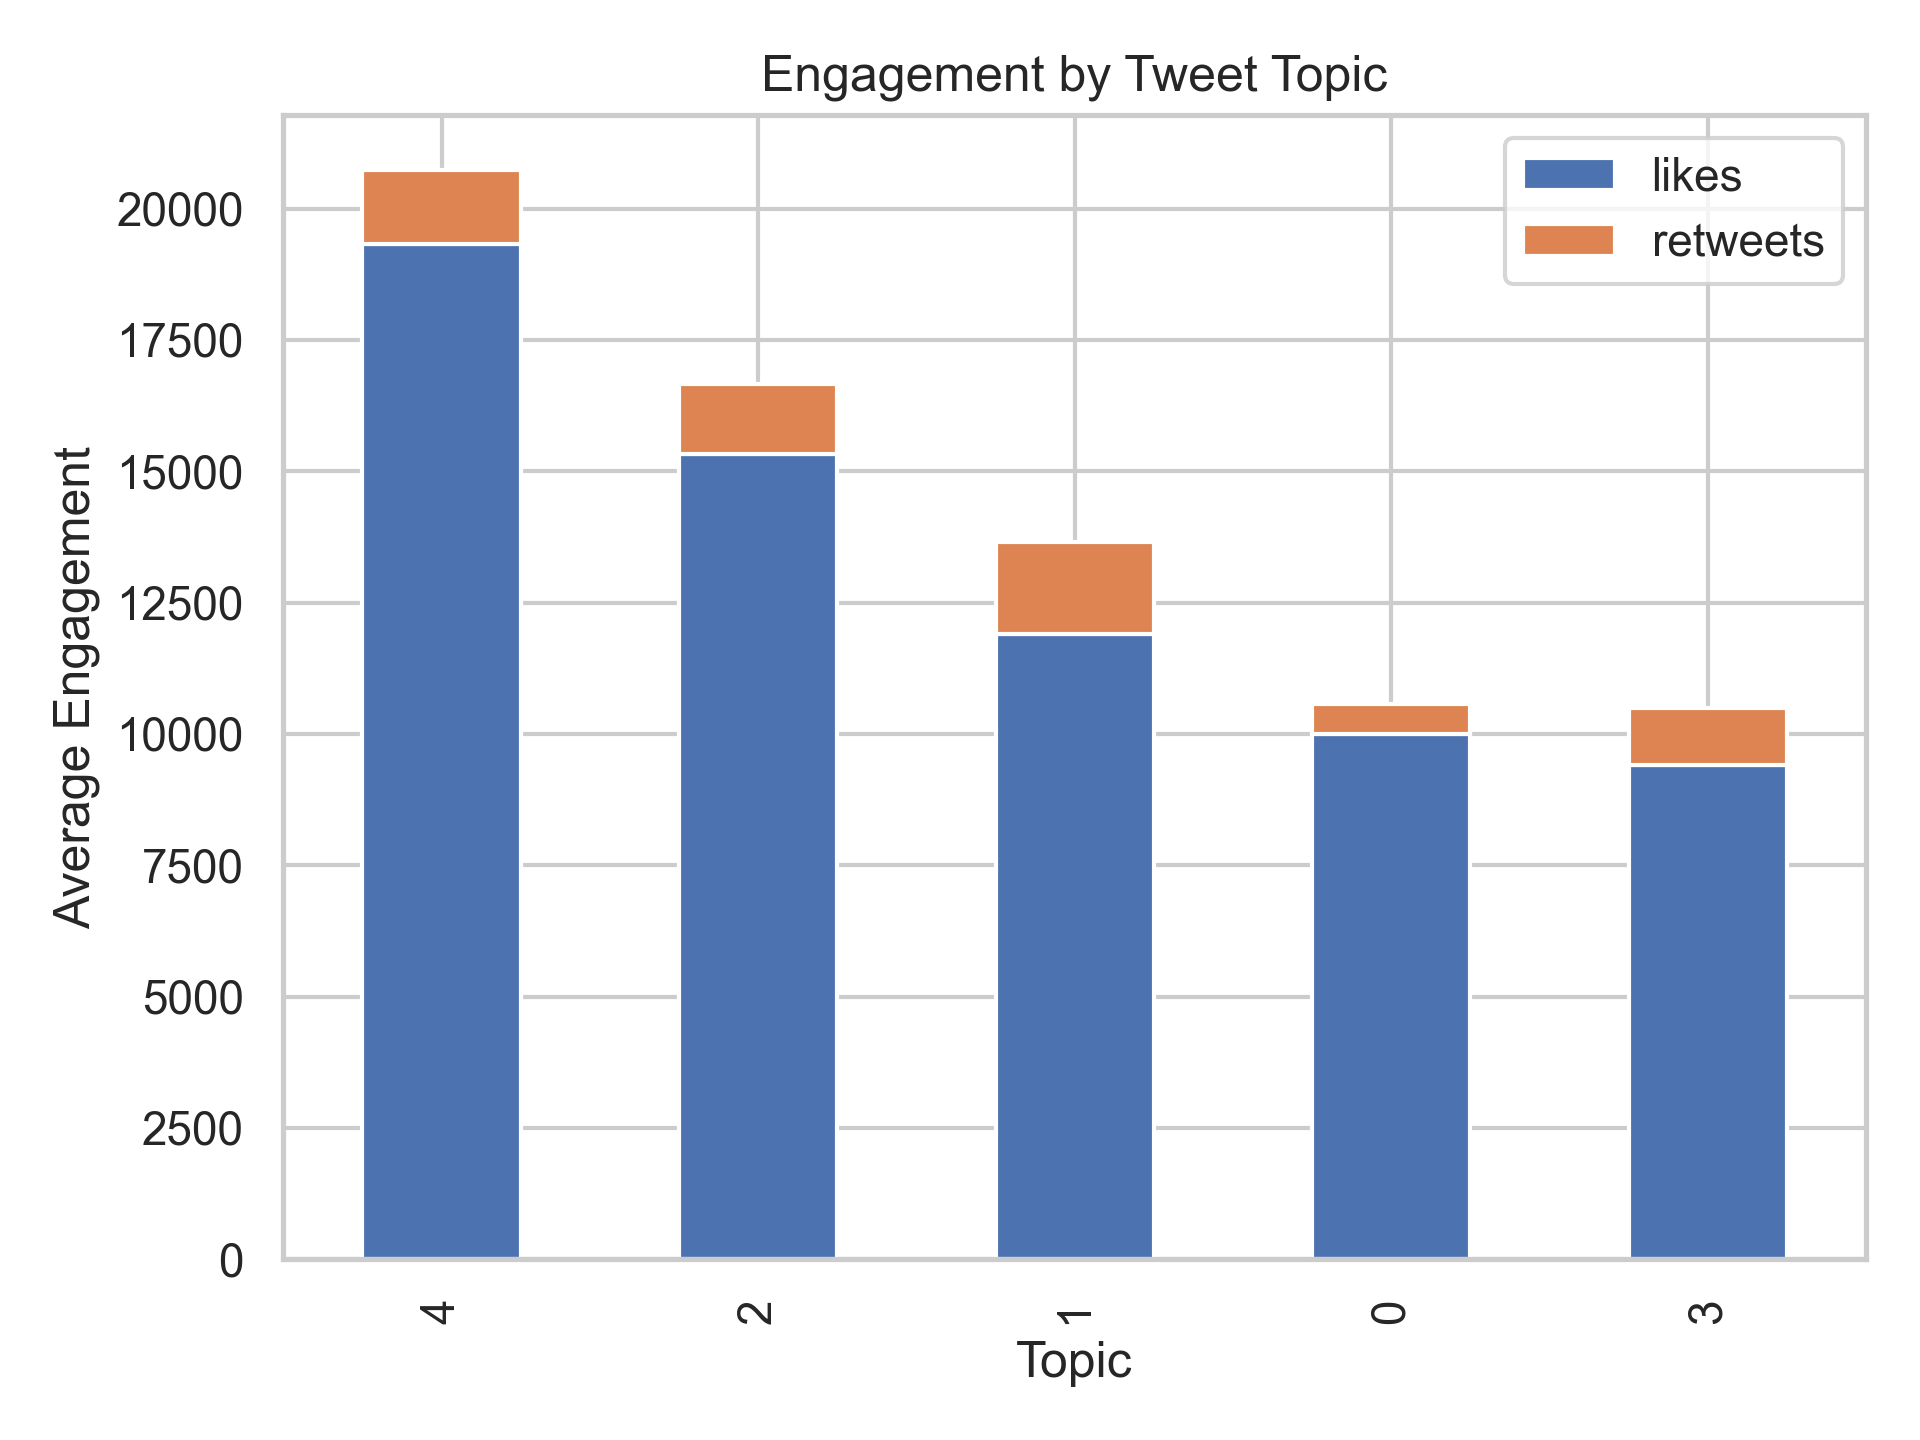 Engagement by Tweet Topic
likes
retweets
Average Engagement
20000
17500
15000
12500
10000
7500
5000
2500
0
4 2 1 0 3
Topic